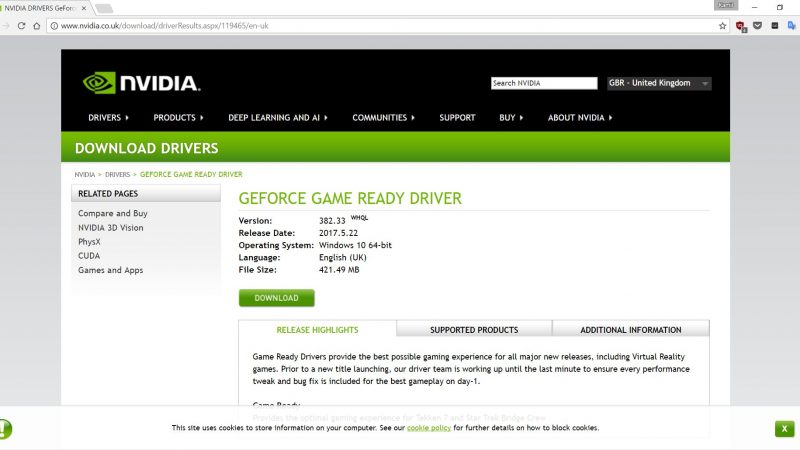 NVIDIA DRIVERS GeForc
Kamil
www.nvidia.co.uk/download/driverResults.aspx/119465/en-uk
NVIDIA.
Search NVIDIA
GBR - United Kingdom
DRIVERS
PRODUCTS
DEEP LEARNING AND AI
COMMUNITIES
SUPPORT
BUY
ABOUT NVIDIA
DOWNLOAD DRIVERS
NVIDIA > DRIVERS > GEFORCE GAME READY DRIVER
RELATED PAGES
Compare and Buy
NVIDIA 3D Vision
PhysX
CUDA
Games and Apps
GEFORCE GAME READY DRIVER
Version: 382.33 WHQL
Release Date: 2017.5.22
Operating System: Windows 10 64-bit
Language: English (UK)
File Size: 421.49 MB
DOWNLOAD
RELEASE HIGHLIGHTS
SUPPORTED PRODUCTS
ADDITIONAL INFORMATION
Game Ready Drivers provide the best possible gaming experience for all major new releases, including Virtual Reality
games. Prior to a new title launching, our driver team is working up until the last minute to ensure every performance
tweak and bug fix is included for the best gameplay on day-1.
Game Ready
Provides the optimal gaming experience for Tekken 7 and Star Trek Bridge Crew
This site uses cookies to store information on your computer. See our cookie policy for further details on how to block cookies.
X